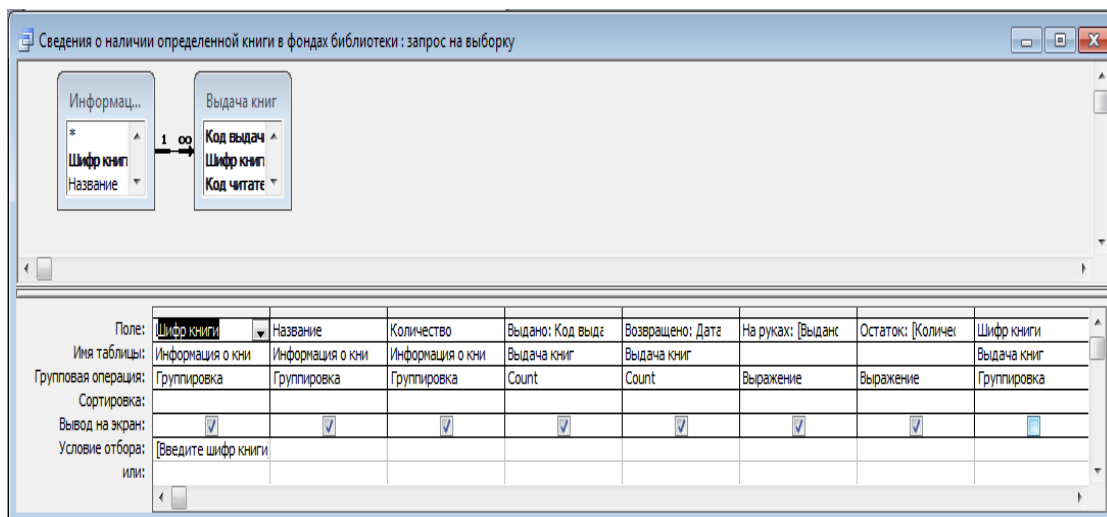 Сведения о наличии определенной книги в фондах библиотеки : запрос на выборку
Информац... Выдача книг
* Код выдач
Шифр книг 1 ∞ Шифр книг
Название Код читате
Поле: Шифр книги Название Количество Выдано: Код выда Возвращено: Дата На руках: [Выданс Остаток: [Количес Шифр книги
Имя таблицы: Информация о кни Информация о кни Информация о кни Выдача книг Выдача книг Выдача книг
Групповая операция: Группировка Группировка Группировка Count Count Выражение Выражение Группировка
Сортировка:
Вывод на экран:
Условие отбора: [Введите шифр книги
или: